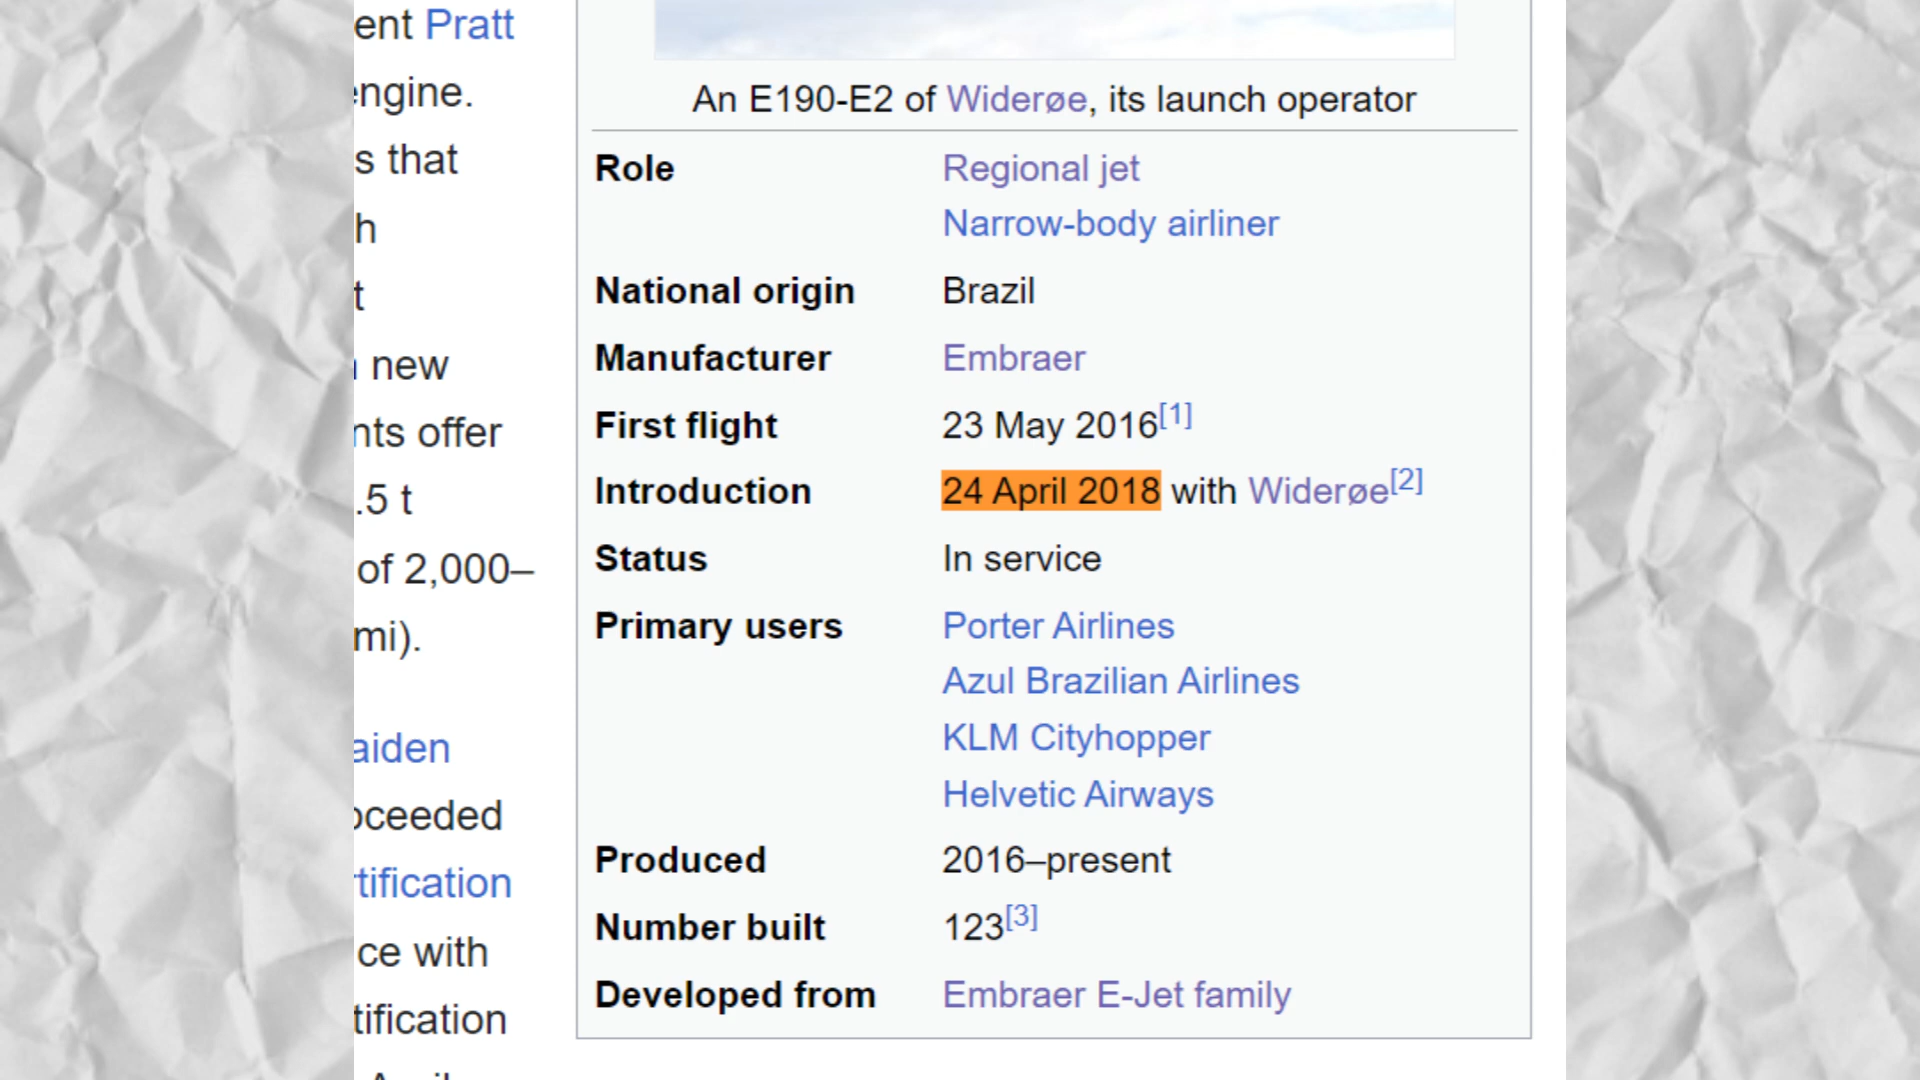 ent Pratt
engine.
s that
h
t
new
nts offer
.5 t
of 2,000–
mi).
aiden
oceeded
tification
ce with
tification
An E190-E2 of Widerøe, its launch operator
Role Regional jet
Narrow-body airliner
National origin Brazil
Manufacturer Embraer
First flight 23 May 2016[1]
Introduction 24 April 2018 with Widerøe[2]
Status In service
Primary users Porter Airlines
Azul Brazilian Airlines
KLM Cityhopper
Helvetic Airways
Produced 2016–present
Number built 123[3]
Developed from Embraer E-Jet family